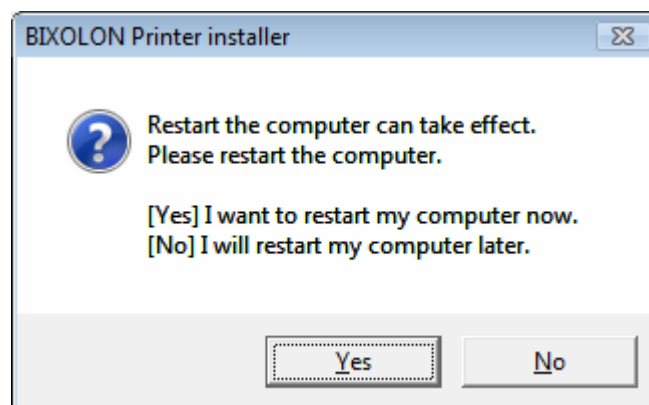 BIXOLON Printer installer
Restart the computer can take effect.
Please restart the computer.
[Yes] I want to restart my computer now.
[No] I will restart my computer later.
Yes
No